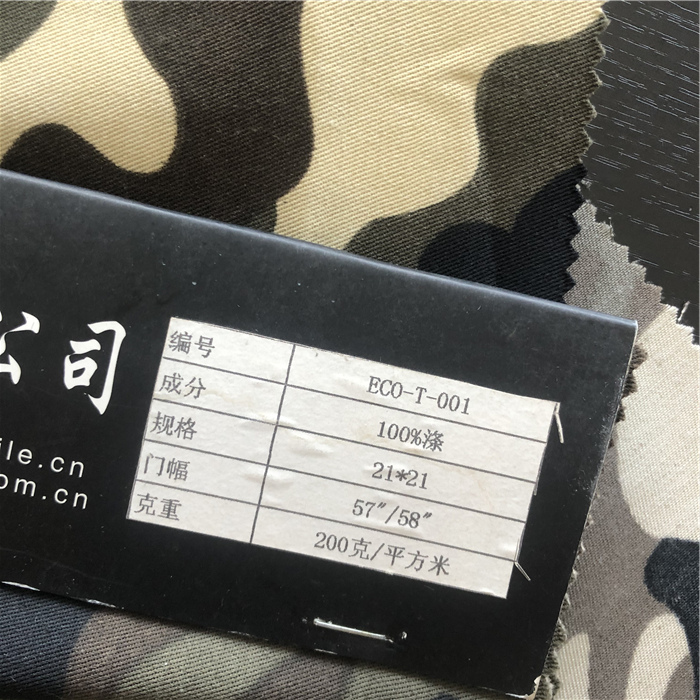 公司
ile.cn
om.cn
编号 ECO-T-001
成分 100%涤
规格 21*21
门幅 57"/58"
克重 200克/平方米